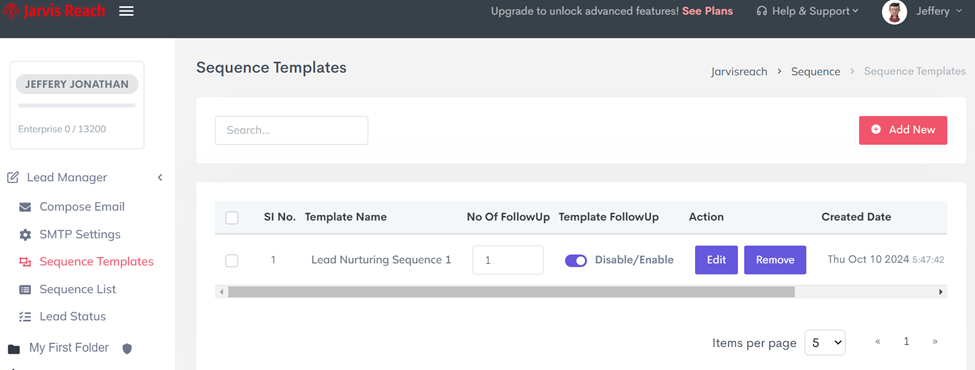 Jarvis Reach
Upgrade to unlock advanced features! See Plans
Help & Support
Jeffery
JEFFERY JONATHAN
Enterprise 0 / 13200
Lead Manager
Compose Email
SMTP Settings
Sequence Templates
Sequence List
Lead Status
My First Folder
Sequence Templates
Jarvisreach > Sequence > Sequence Templates
Search...
Add New
SI No. Template Name No Of FollowUp Template FollowUp Action Created Date
1 Lead Nurturing Sequence 1 1 Disable/Enable Edit Remove Thu Oct 10 2024 5:47:42
Items per page 5 « 1 »